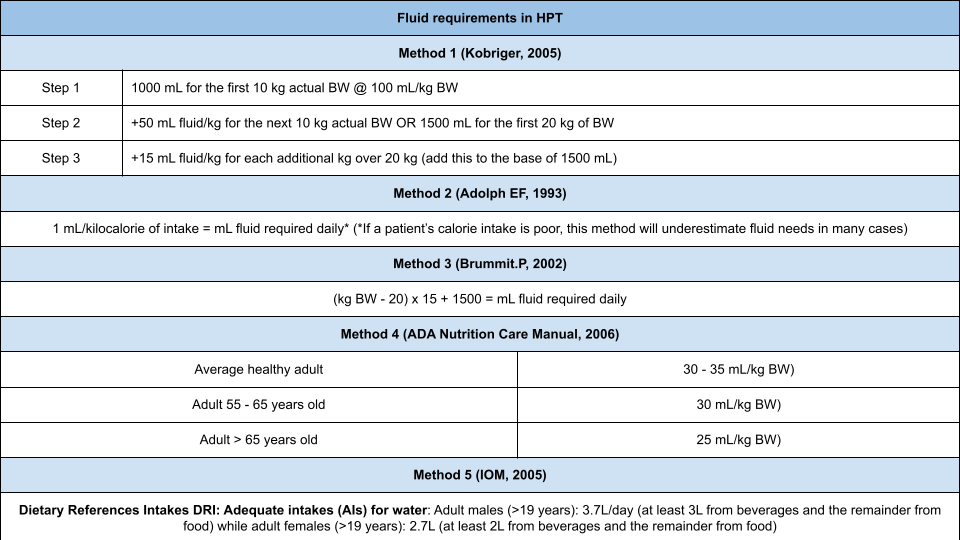 Fluid requirements in HPT
Method 1 (Kobriger, 2005)
Step 1 1000 mL for the first 10 kg actual BW @ 100 mL/kg BW
Step 2 +50 mL fluid/kg for the next 10 kg actual BW OR 1500 mL for the first 20 kg of BW
Step 3 +15 mL fluid/kg for each additional kg over 20 kg (add this to the base of 1500 mL)
Method 2 (Adolph EF, 1993)
1 mL/kilocalorie of intake = mL fluid required daily* (*If a patient’s calorie intake is poor, this method will underestimate fluid needs in many cases)
Method 3 (Brummit.P, 2002)
(kg BW - 20) x 15 + 1500 = mL fluid required daily
Method 4 (ADA Nutrition Care Manual, 2006)
Average healthy adult 30 - 35 mL/kg BW)
Adult 55 - 65 years old 30 mL/kg BW)
Adult > 65 years old 25 mL/kg BW)
Method 5 (IOM, 2005)
Dietary References Intakes DRI: Adequate intakes (AIs) for water: Adult males (>19 years): 3.7L/day (at least 3L from beverages and the remainder from
food) while adult females (>19 years): 2.7L (at least 2L from beverages and the remainder from food)